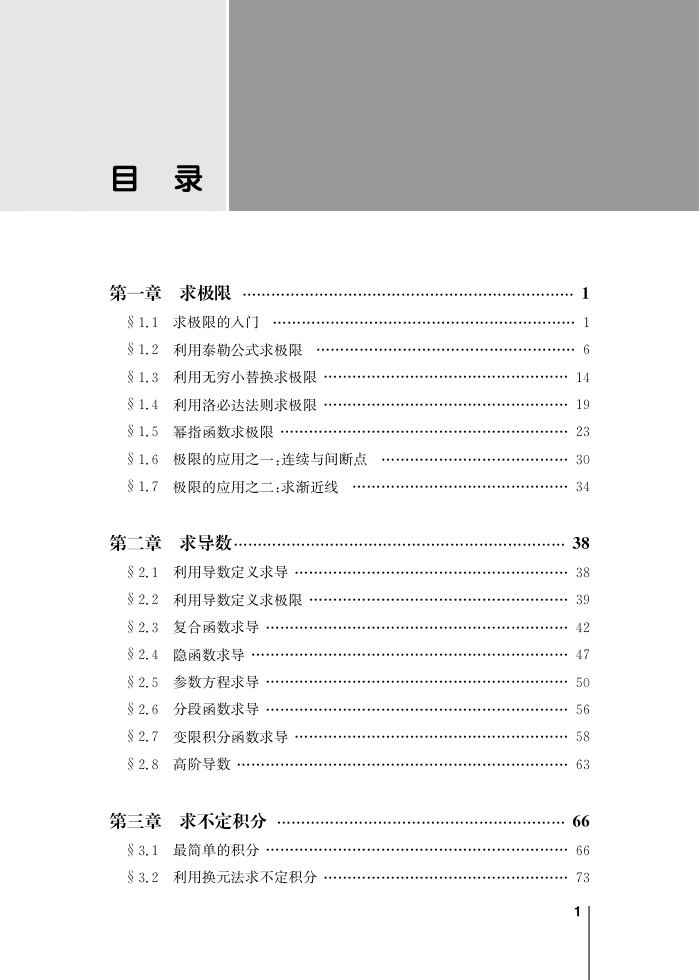 目 录
第一章 求极限 …………………………………………………………… 1
§1.1 求极限的入门 ……………………………………………………… 1
§1.2 利用泰勒公式求极限 ……………………………………………… 6
§1.3 利用无穷小替换求极限 …………………………………………… 14
§1.4 利用洛必达法则求极限 …………………………………………… 19
§1.5 幂指函数求极限 …………………………………………………… 23
§1.6 极限的应用之一:连续与间断点 ………………………………… 30
§1.7 极限的应用之二:求渐近线 ……………………………………… 34
第二章 求导数 …………………………………………………………… 38
§2.1 利用导数定义求导 ………………………………………………… 38
§2.2 利用导数定义求极限 ……………………………………………… 39
§2.3 复合函数求导 ……………………………………………………… 42
§2.4 隐函数求导 ………………………………………………………… 47
§2.5 参数方程求导 ……………………………………………………… 50
§2.6 分段函数求导 ……………………………………………………… 56
§2.7 变限积分函数求导 ………………………………………………… 58
§2.8 高阶导数 …………………………………………………………… 63
第三章 求不定积分 ……………………………………………………… 66
§3.1 最简单的积分 ……………………………………………………… 66
§3.2 利用换元法求不定积分 …………………………………………… 73
1